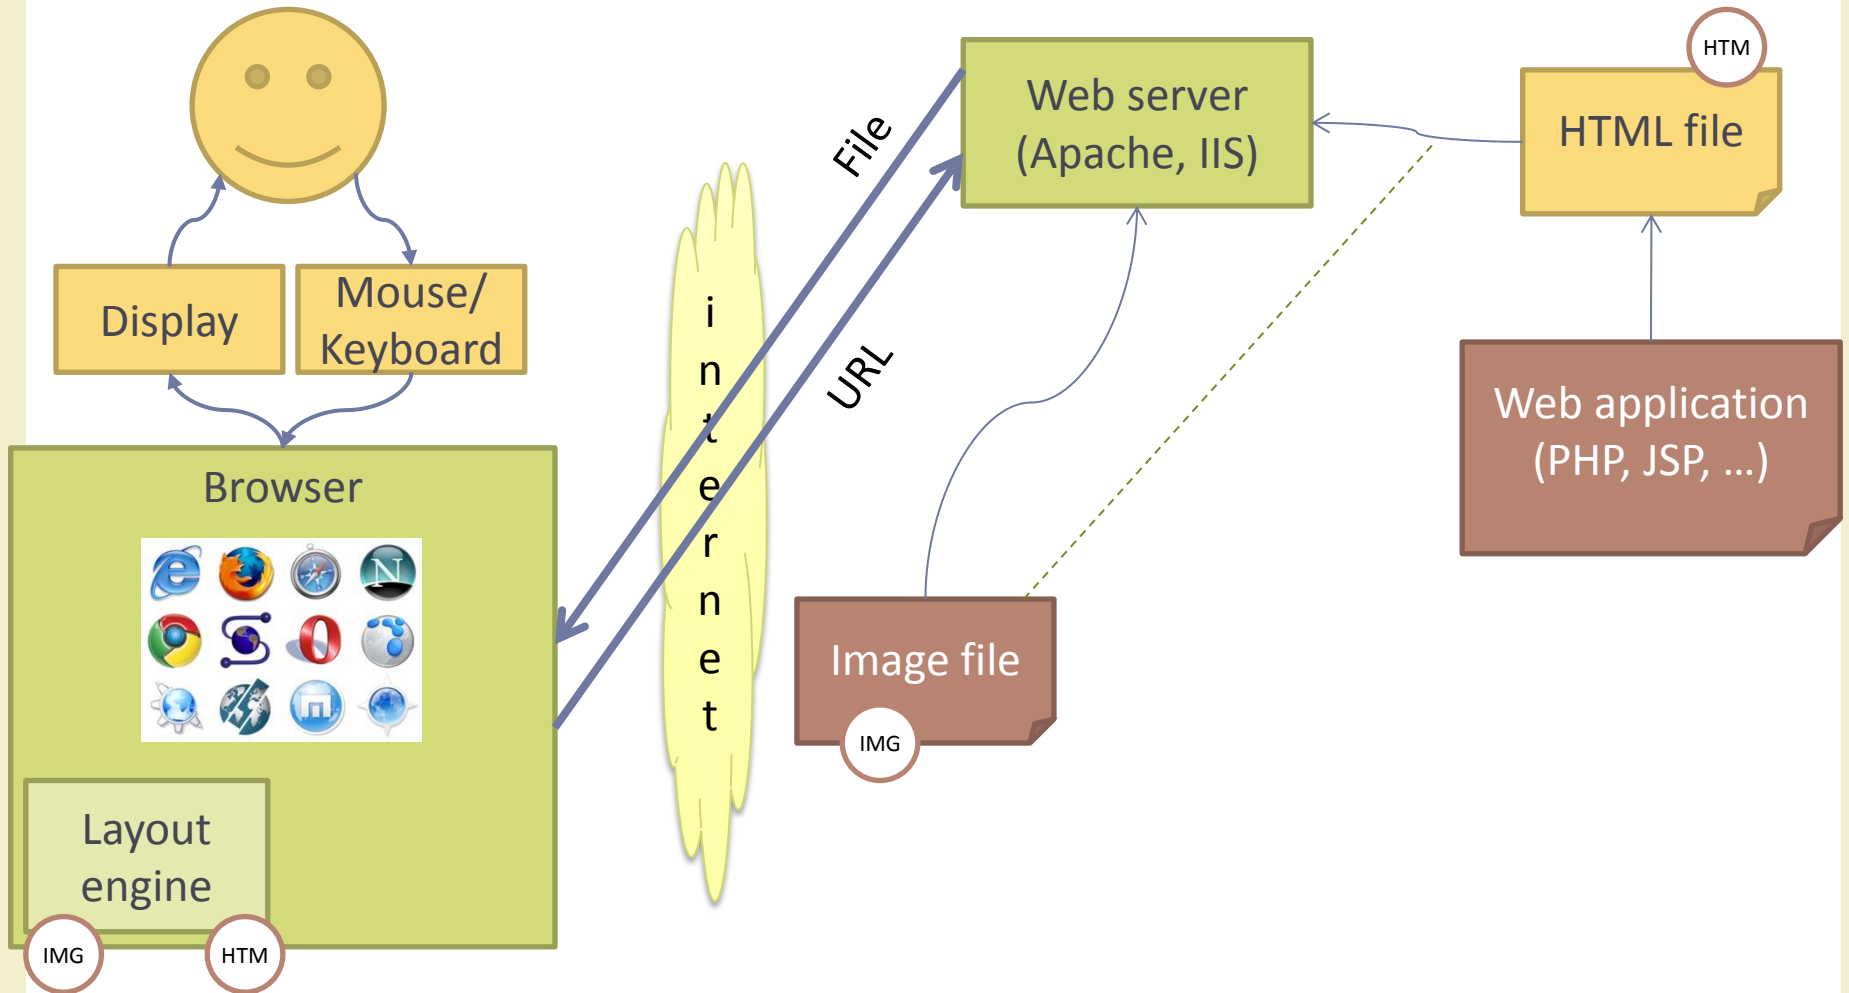 HTM
Web server
(Apache, IIS)
HTML file
File
Display
Mouse/
Keyboard
internet
URL
Web application
(PHP, JSP, ...)
Browser
N
Image file
IMG
Layout
engine
IMG
HTM